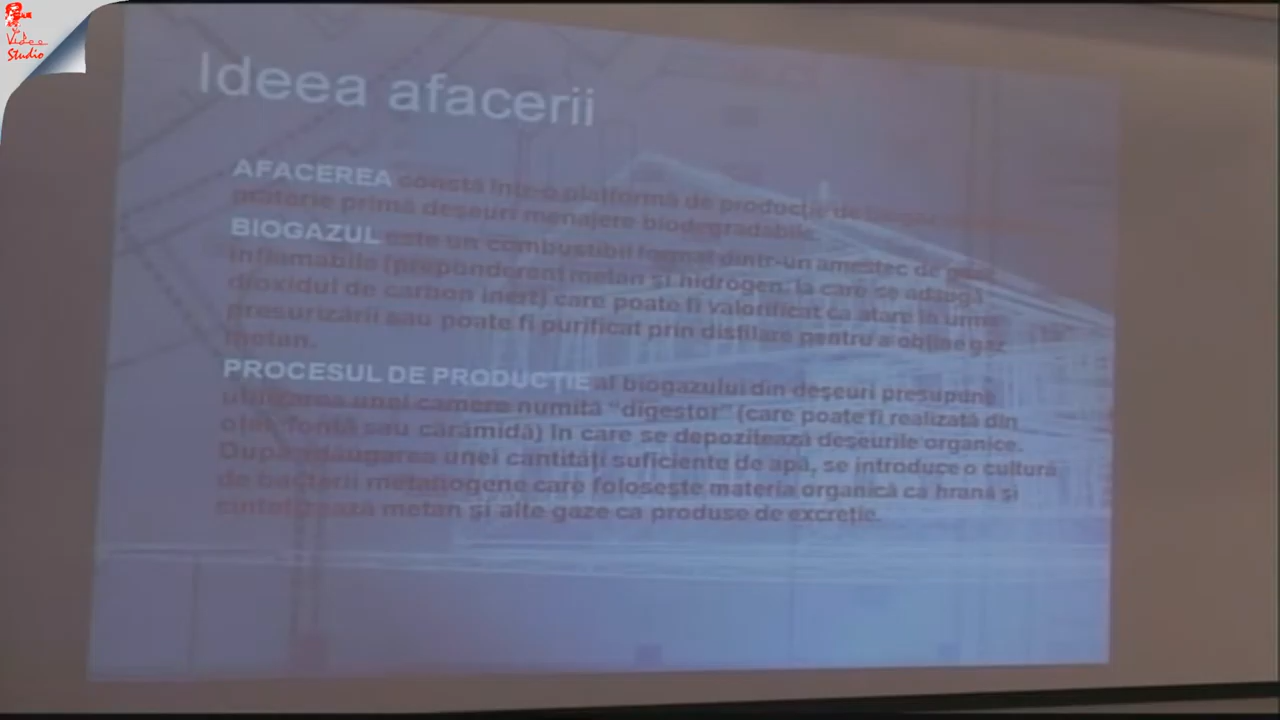 Video
Studio
Ideea afacerii
AFACEREA constă într-o platformă de producție de
materie primă deșeuri menajere biodegradabile.
BIOGAZUL este un combustibil format dintr-un amestec de gaze
inflamabile (preponderent metan și hidrogen, la care se adaugă
dioxidul de carbon inert) care poate fi valorificat ca atare în urma
presurizării sau poate fi purificat prin distilare pentru a obține gaz
metan.
PROCESUL DE PRODUCȚIE al biogazului din deșeuri presupune
utilizarea unei camere numită "digestor" (care poate fi realizată din
oțel, fontă sau cărămidă) în care se depozitează deșeurile organice.
După adăugarea unei cantități suficiente de apă, se introduce o cultură
de bacterii metanogene care folosește materia organică ca hrană și
sintetizează metan și alte gaze ca produse de excreție.